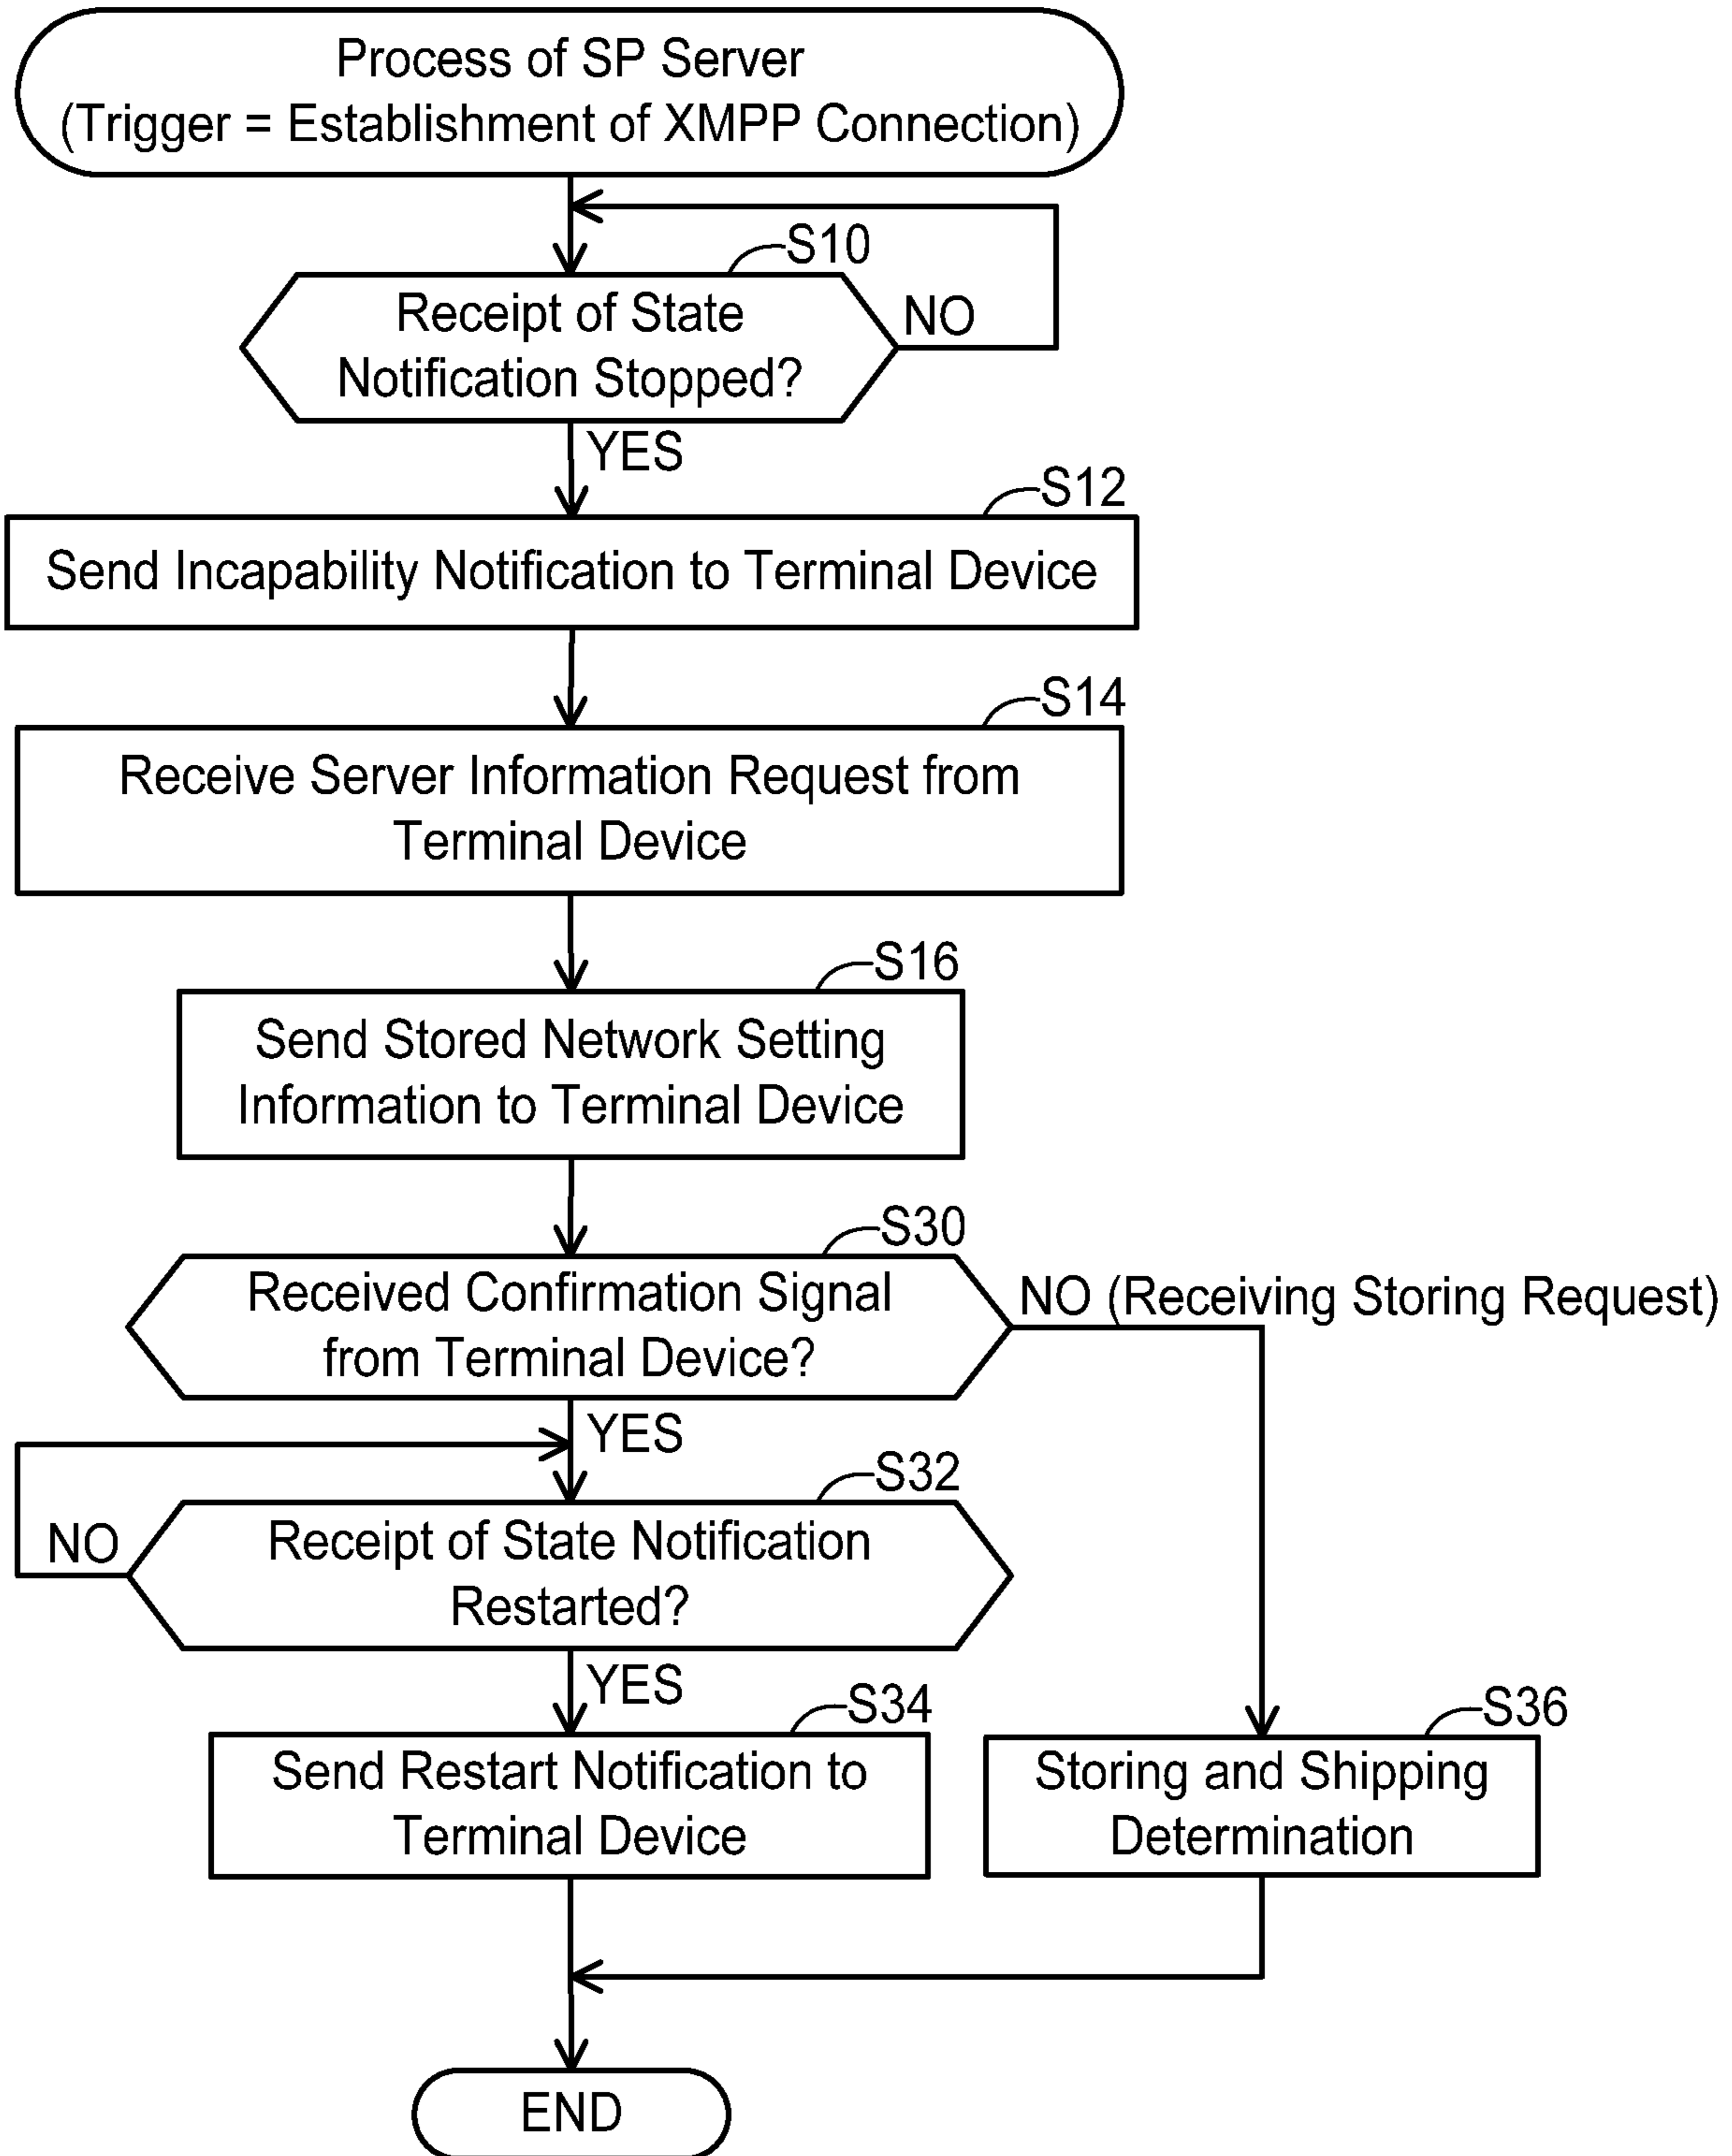 Process of SP Server
(Trigger = Establishment of XMPP Connection)
S10
Receipt of State
Notification Stopped?
NO
YES
S12
Send Incapability Notification to Terminal Device
S14
Receive Server Information Request from
Terminal Device
S16
Send Stored Network Setting
Information to Terminal Device
S30
Received Confirmation Signal
from Terminal Device?
NO (Receiving Storing Request)
YES
S32
Receipt of State Notification
Restarted?
NO
YES
S34
Send Restart Notification to
Terminal Device
S36
Storing and Shipping
Determination
END